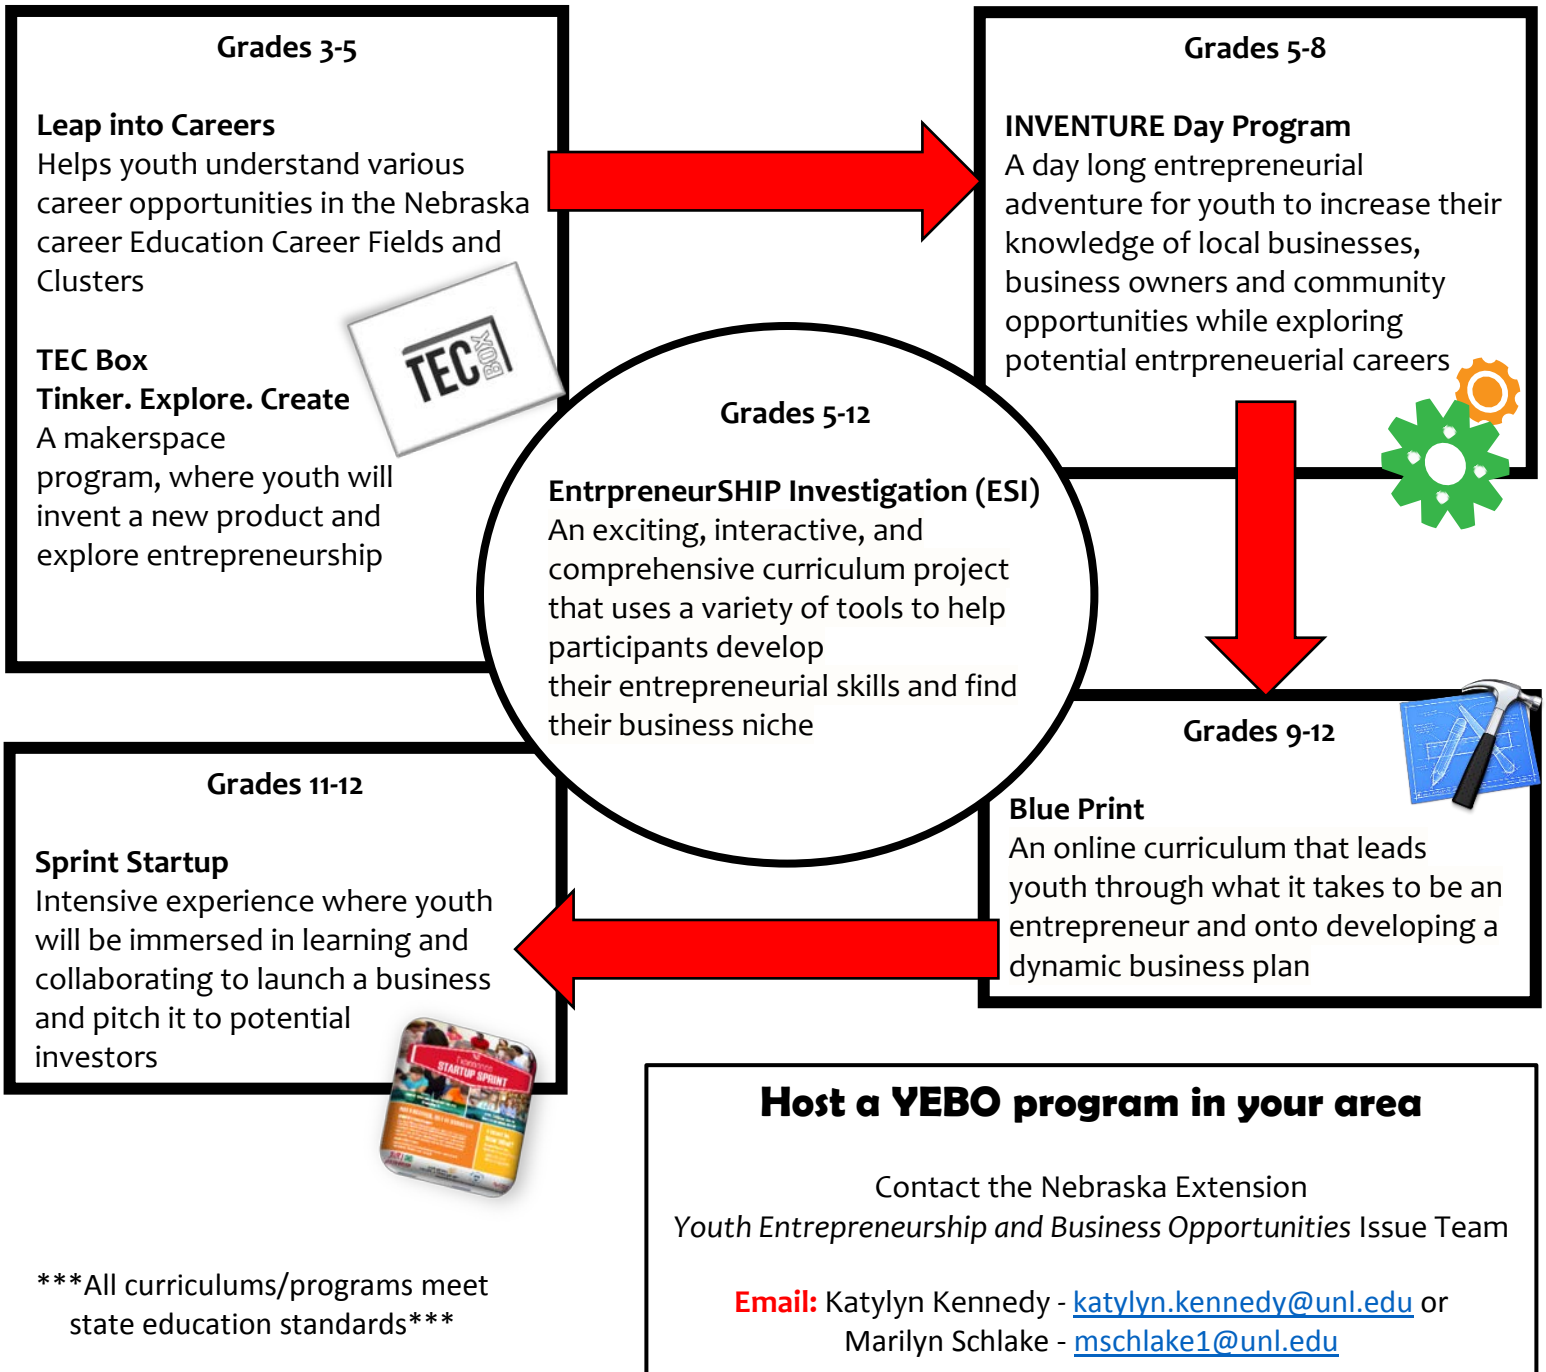 Grades 3-5
Leap into Careers
Helps youth understand various
career opportunities in the Nebraska
career Education Career Fields and
Clusters
TEC Box
Tinker. Explore. Create
A makerspace
program, where youth will
invent a new product and
explore entrepreneurship
TEC BOX
Grades 5-8
INVENTURE Day Program
A day long entrepreneurial
adventure for youth to increase their
knowledge of local businesses,
business owners and community
opportunities while exploring
potential entrpreneuerial careers
Grades 5-12
EntrpreneurSHIP Investigation (ESI)
An exciting, interactive, and
comprehensive curriculum project
that uses a variety of tools to help
participants develop
their entrepreneurial skills and find
their business niche
Grades 9-12
Blue Print
An online curriculum that leads
youth through what it takes to be an
entrepreneur and onto developing a
dynamic business plan
Grades 11-12
Sprint Startup
Intensive experience where youth
will be immersed in learning and
collaborating to launch a business
and pitch it to potential
investors
STARTUP SPRINT
***All curriculums/programs meet
state education standards***
Host a YEBO program in your area
Contact the Nebraska Extension
Youth Entrepreneurship and Business Opportunities Issue Team
Email: Katylyn Kennedy - katylyn.kennedy@unl.edu or
Marilyn Schlake - mschlake1@unl.edu